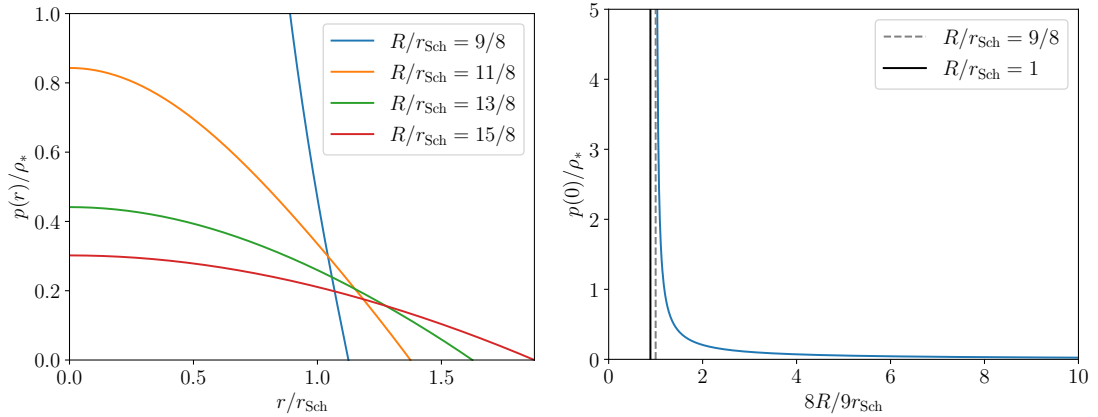 1.0
0.8
0.6
0.4
0.2
0.0
p(r)/ρ*
0.0
0.5
1.0
1.5
r/r_Sch
R/r_Sch = 9/8
R/r_Sch = 11/8
R/r_Sch = 13/8
R/r_Sch = 15/8
5
4
3
2
1
0
p(0)/ρ*
2
4
6
8
10
8R/9r_Sch
R/r_Sch = 9/8
R/r_Sch = 1